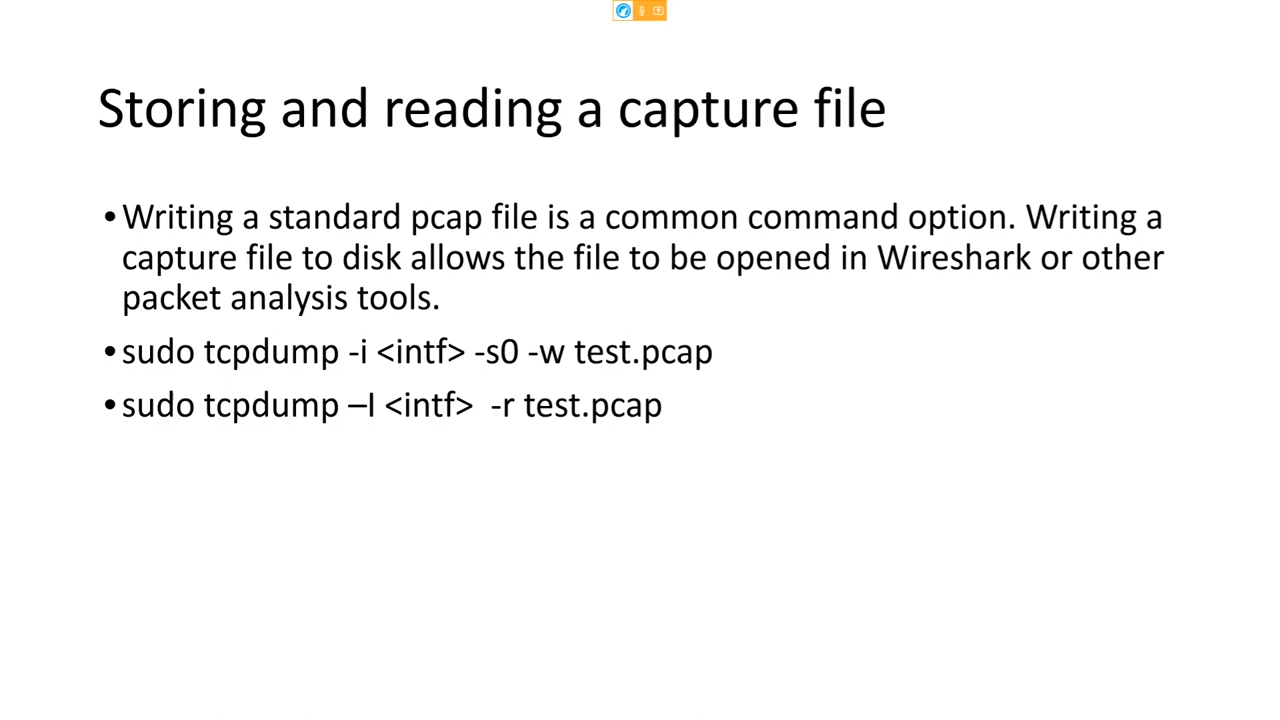 Storing and reading a capture file
•Writing a standard pcap file is a common command option. Writing a
capture file to disk allows the file to be opened in Wireshark or other
packet analysis tools.
•sudo tcpdump -i <intf> -s0 -w test.pcap
•sudo tcpdump –I <intf>  -r test.pcap